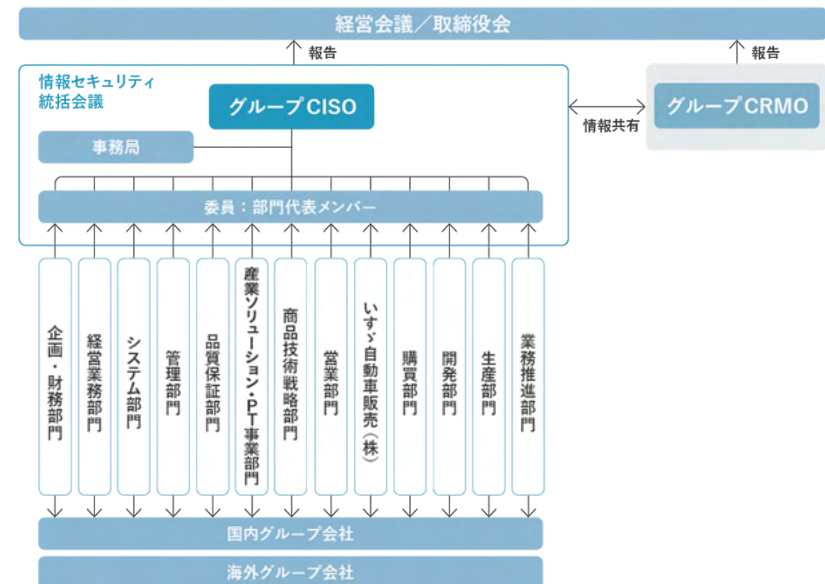 経営会議／取締役会
報告
報告
情報セキュリティ
統括会議
グループCISO
グループCRMO
情報共有
事務局
委員：部門代表メンバー
企画・財務部門
経営業務部門
システム部門
管理部門
品質保証部門
産業ソリューション・PT事業部門
商品技術戦略部門
営業部門
いすゞ自動車販売（株）
購買部門
開発部門
生産部門
業務推進部門
国内グループ会社
海外グループ会社